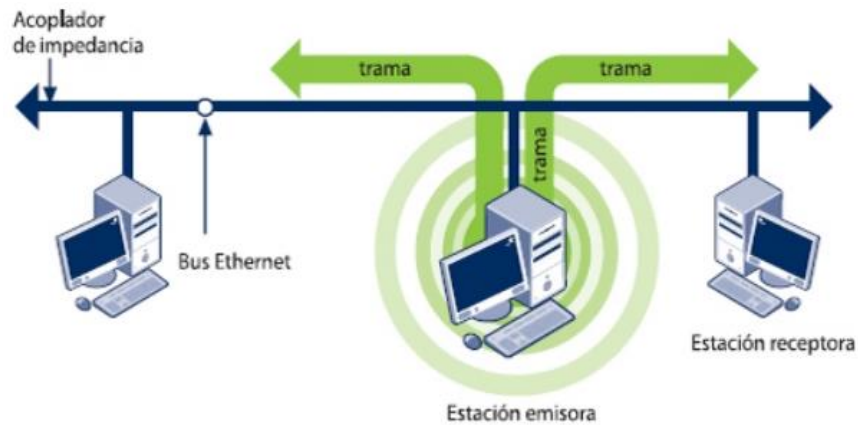 Acoplador
de impedancia
trama
trama
trama
Bus Ethernet
Estación receptora
Estación emisora